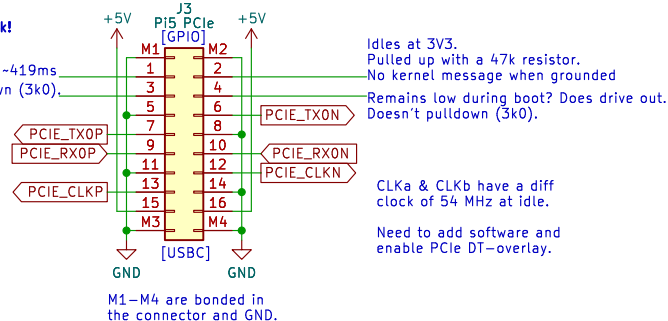 k!
J3
+5V
Pi5 PCIe
+5V
[GPIO]
M1
M2
Idles at 3V3.
Pulled up with a 47k resistor.
No kernel message when grounded
~419ms
1
2
wn (3k0).
3
4
Remains low during boot? Does drive out.
Doesn't pulldown (3k0).
5
6
PCIE_TX0N
PCIE_TX0P
7
8
PCIE_RX0P
9
10
PCIE_RX0N
11
12
PCIE_CLKN
PCIE_CLKP
13
14
CLKa & CLKb have a diff
clock of 54 MHz at idle.
15
16
M3
M4
Need to add software and
enable PCIe DT-overlay.
[USBC]
GND
GND
M1-M4 are bonded in
the connector and GND.